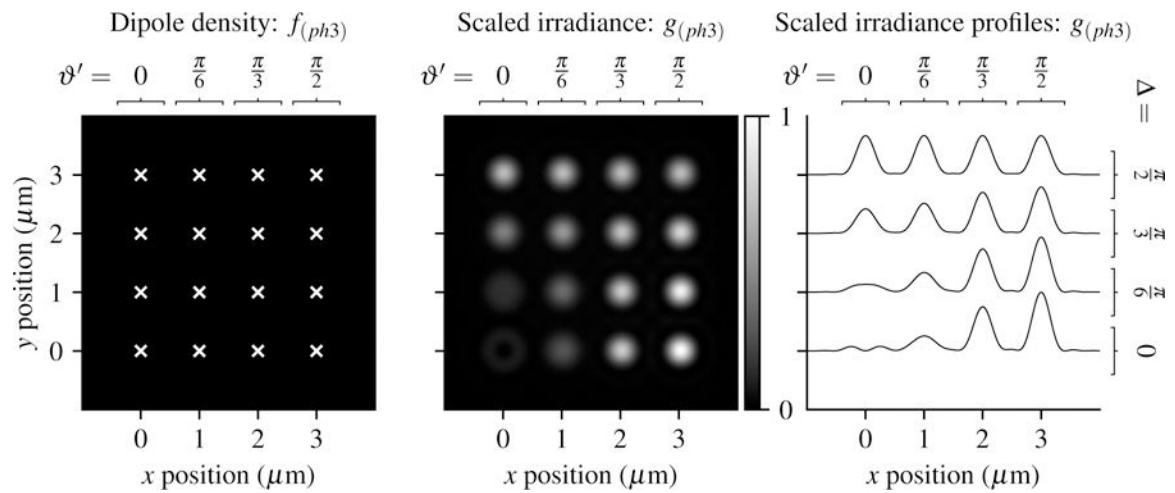 Dipole density: f(ph3)
ϑ′ = 0 π/6 π/3 π/2
y position (μm)
3
2
1
0
0 1 2 3
x position (μm)
Scaled irradiance: g(ph3)
ϑ′ = 0 π/6 π/3 π/2
0 1 2 3
x position (μm)
1
0
Scaled irradiance profiles: g(ph3)
ϑ′ = 0 π/6 π/3 π/2
0 1 2 3
x position (μm)
Δ = π/2 π/3 π/6 0